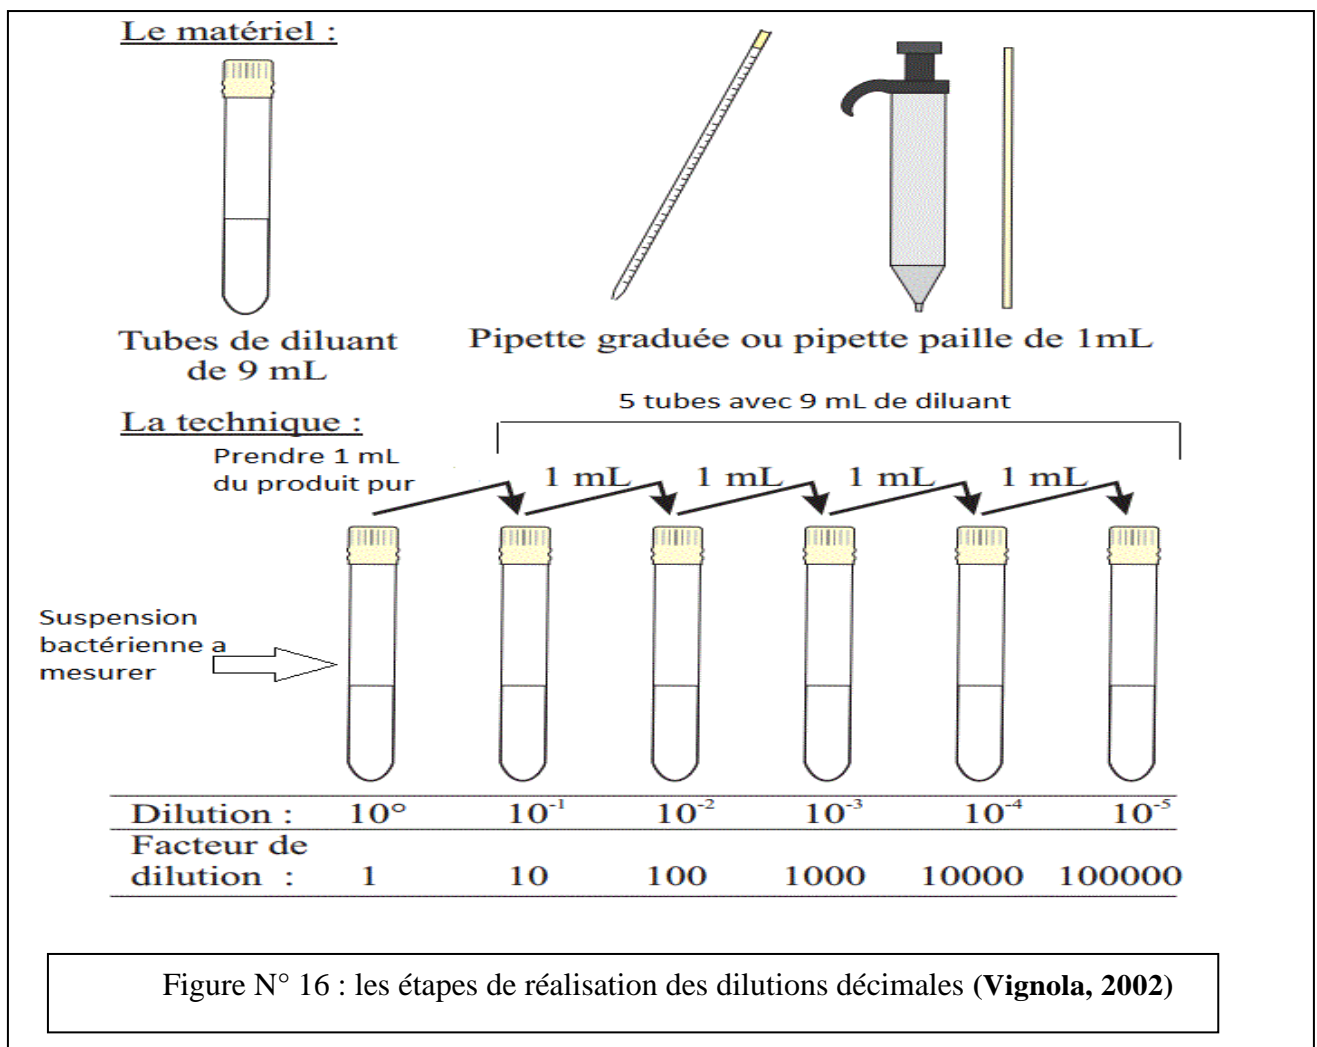 Le matériel :
Tubes de diluant
de 9 mL
Pipette graduée ou pipette paille de 1mL
5 tubes avec 9 mL de diluant
La technique :
Prendre 1 mL
du produit pur
1 mL 1 mL 1 mL 1 mL
Suspension
bactérienne a
mesurer
Dilution : 10° 10⁻¹ 10⁻² 10⁻³ 10⁻⁴ 10⁻⁵
Facteur de
dilution : 1 10 100 1000 10000 100000
Figure N° 16 : les étapes de réalisation des dilutions décimales (Vignola, 2002)